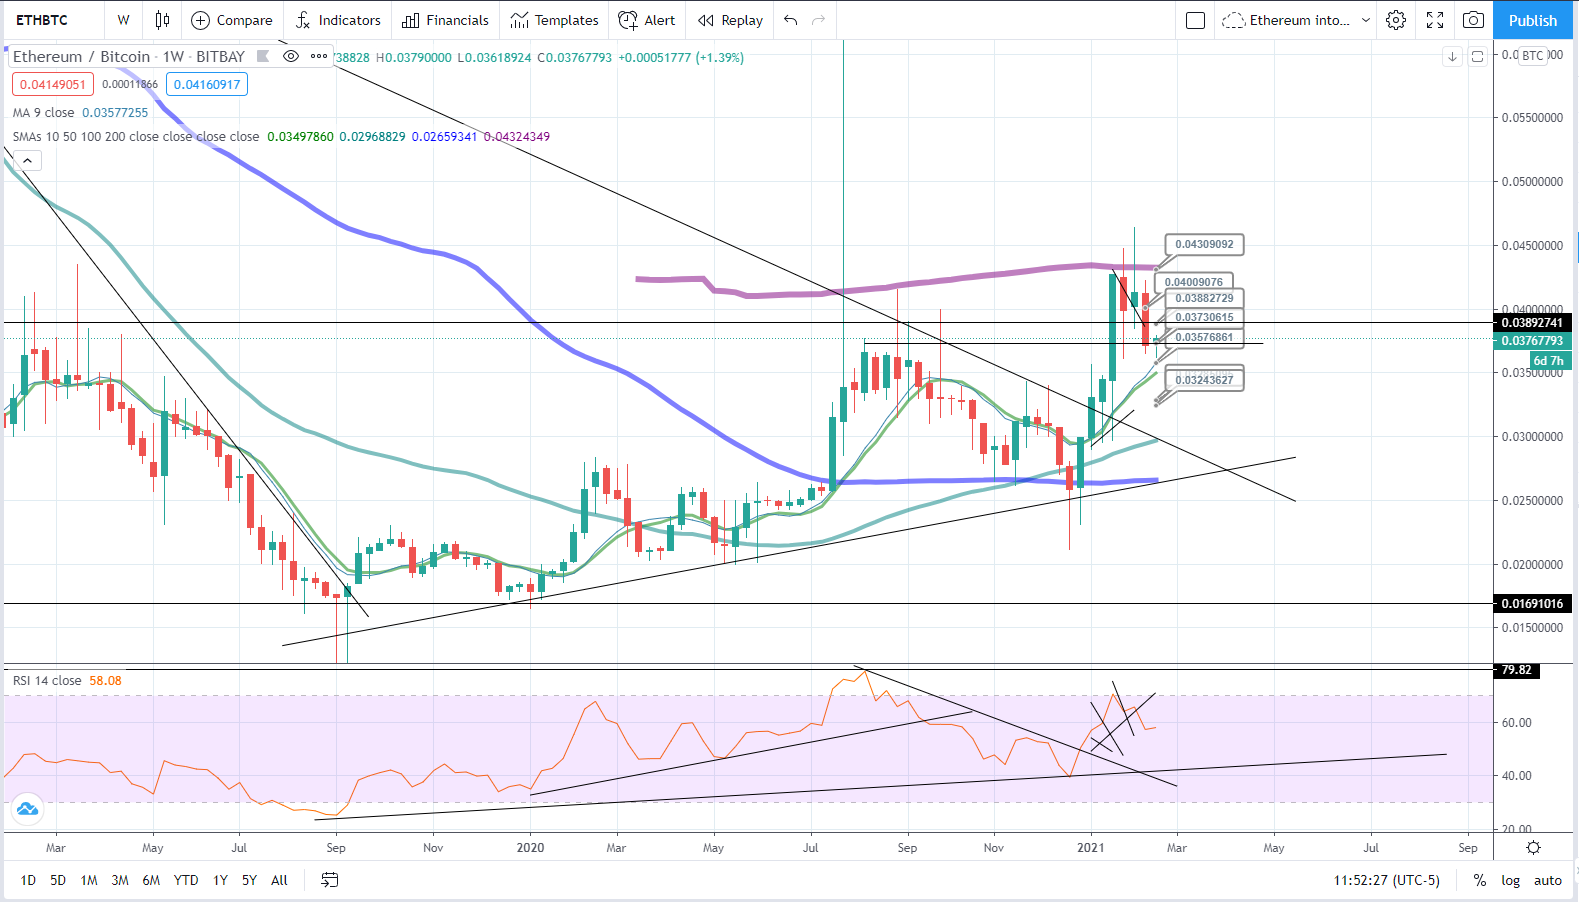 ETHBTC W Compare Indicators Financials Templates Alert Replay Ethereum into... Publish
Ethereum / Bitcoin · 1W · BITBAY 738828 H0.03790000 L0.03618924 C0.03767793 +0.00051777 (+1.39%)
BTC
0.04149051 0.00011866 0.04160917
MA 9 close 0.03577255
SMAs 10 50 100 200 close close close close 0.03497860 0.02968829 0.02659341 0.04324349
0.05500000
0.05000000
0.04500000
0.04309092
0.04009076
0.03882729
0.04000000
0.03730615
0.03892741
0.03576861
0.03767793
6d 7h
0.03500000
0.03243627
0.03000000
0.02500000
0.02000000
0.01691016
0.01500000
79.82
RSI 14 close 58.08
60.00
40.00
20.00
Mar May Jul Sep Nov 2020 Mar May Jul Sep Nov 2021 Mar May Jul Sep
1D 5D 1M 3M 6M YTD 1Y 5Y All 11:52:27 (UTC-5) % log auto